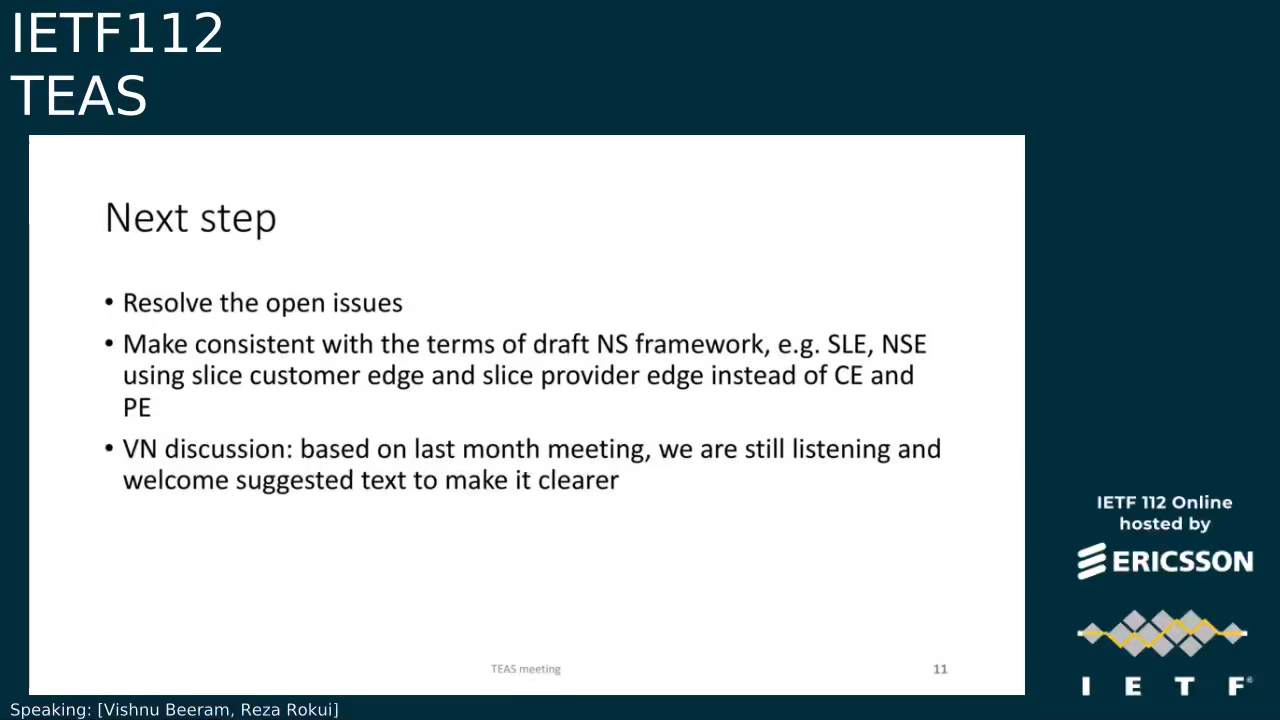 IETF112
TEAS
Next step
• Resolve the open issues
• Make consistent with the terms of draft NS framework, e.g. SLE, NSE
using slice customer edge and slice provider edge instead of CE and
PE
• VN discussion: based on last month meeting, we are still listening and
welcome suggested text to make it clearer
TEAS meeting
11
IETF 112 Online
hosted by
ERICSSON
I E T F®
Speaking: [Vishnu Beeram, Reza Rokui]